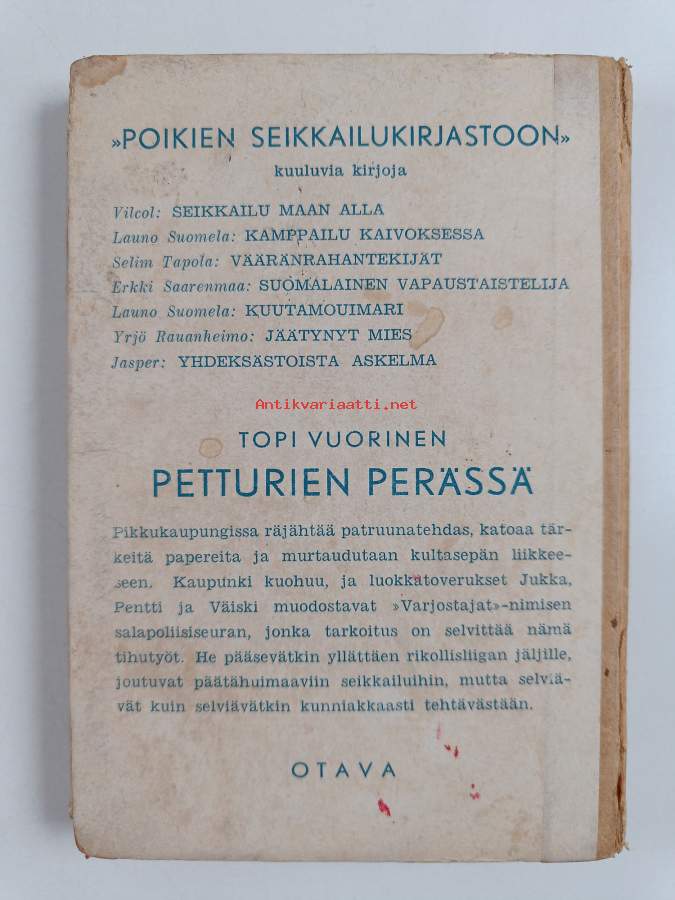 »POIKIEN SEIKKAILUKIRJASTOON»
kuuluvia kirjoja
Vilcol: SEIKKAILU MAAN ALLA
Launo Suomela: KAMPPAILU KAIVOKSESSA
Selim Tapola: VÄÄRÄNRAHANTEKIJÄT
Erkki Saarenmaa: SUOMALAINEN VAPAUSTAISTELIJA
Launo Suomela: KUUTAMOUIMARI
Yrjö Rauanheimo: JÄÄTYNYT MIES
Jasper: YHDEKSÄSTOISTA ASKELMA
Antikvariaatti.net
TOPI VUORINEN
PETTURIEN PERÄSSÄ
Pikkukaupungissa räjähtää patruunatehdas, katoaa tär-
keitä papereita ja murtaudutaan kultasepän liikkee-
seen. Kaupunki kuohuu, ja luokkatoverukset Jukka,
Pentti ja Väiski muodostavat »Varjostajat»-nimisen
salapoliisiseuran, jonka tarkoitus on selvittää nämä
tihutyöt. He pääsevätkin yllättäen rikollisliigan jäljille,
joutuvat päätähuimaaviin seikkailuihin, mutta selviä-
vät kuin selviävätkin kunniakkaasti tehtävästään.
OTAVA